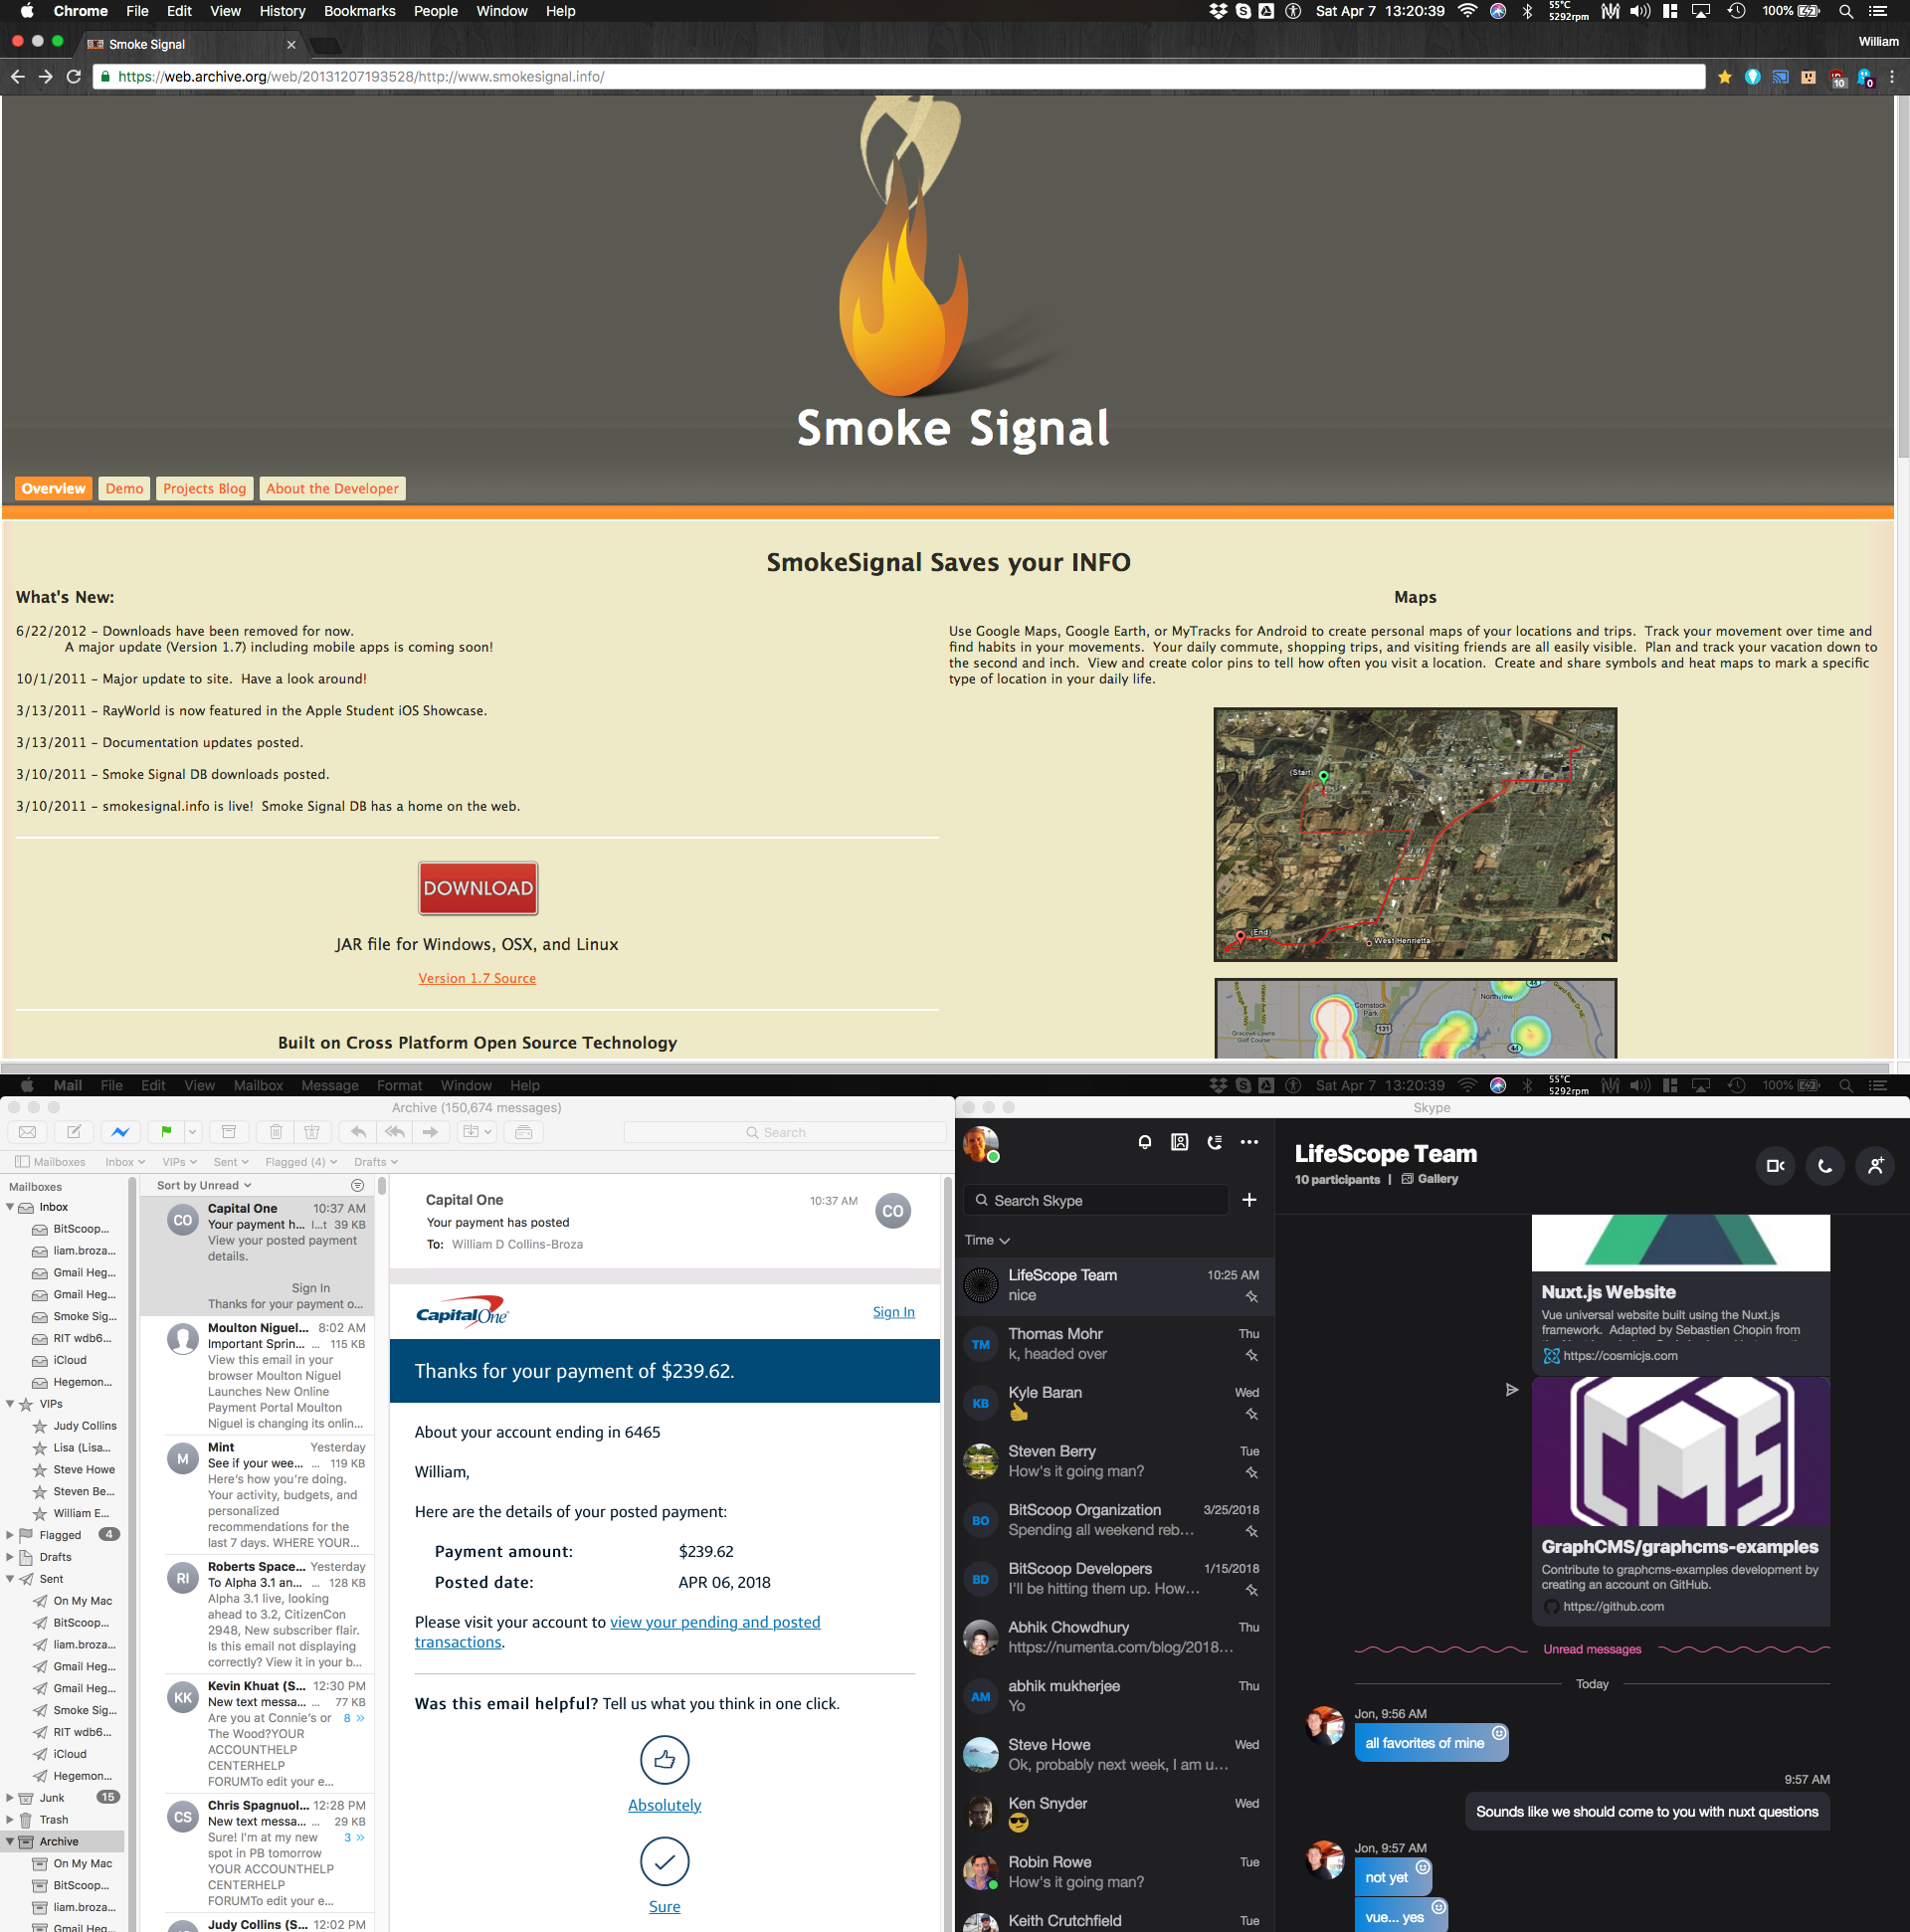 Chrome File Edit View History Bookmarks People Window Help
55°C
5292rpm
Sat Apr 7 13:20:39
100%
Smoke Signal
William
https://web.archive.org/web/20131207193528/http://www.smokesignal.info/
10
0
Smoke Signal
Overview
Demo
Projects Blog
About the Developer
SmokeSignal Saves your INFO
What's New:
6/22/2012 – Downloads have been removed for now.
A major update (Version 1.7) including mobile apps is coming soon!
10/1/2011 – Major update to site. Have a look around!
3/13/2011 – RayWorld is now featured in the Apple Student iOS Showcase.
3/13/2011 – Documentation updates posted.
3/10/2011 – Smoke Signal DB downloads posted.
3/10/2011 – smokesignal.info is live! Smoke Signal DB has a home on the web.
DOWNLOAD
JAR file for Windows, OSX, and Linux
Version 1.7 Source
Built on Cross Platform Open Source Technology
Maps
Use Google Maps, Google Earth, or MyTracks for Android to create personal maps of your locations and trips. Track your movement over time and
find habits in your movements. Your daily commute, shopping trips, and visiting friends are all easily visible. Plan and track your vacation down to
the second and inch. View and create color pins to tell how often you visit a location. Create and share symbols and heat maps to mark a specific
type of location in your daily life.
(Start)
(End)
West Henrietta
Comstock
Park
Northview
131
44
44
Gracewil Lawns
Golf Course
Mail File Edit View Mailbox Message Format Window Help
55°C
5292rpm
Sat Apr 7 13:20:39
100%
Archive (150,674 messages)
Search
Mailboxes Inbox VIPs Sent Flagged (4) Drafts
Mailboxes
Inbox
BitScoop...
liam.broza...
Gmail Heg...
Gmail Heg...
Smoke Sig...
RIT wdb6...
iCloud
Hegemon...
VIPs
Judy Collins
Lisa (Lisa...
Steve Howe
Steven Be...
William E...
Flagged 4
Drafts
Sent
On My Mac
BitScoop...
liam.broza...
Gmail Heg...
Gmail Heg...
Smoke Sig...
RIT wdb6...
iCloud
Hegemon...
Junk 15
Trash
Archive
On My Mac
BitScoop...
liam.broza...
Gmail Heg...
Sort by Unread
CO
Capital One 10:37 AM
Your payment h... I...t 39 KB
View your posted payment
details.
Sign In
Thanks for your payment o...
Moulton Niguel... 8:02 AM
Important Sprin... ... 115 KB
View this email in your
browser Moulton Niguel
Launches New Online
Payment Portal Moulton
Niguel is changing its onlin...
M
Mint Yesterday
See if your wee... ... 119 KB
Here's how you're doing.
Your activity, budgets, and
personalized
recommendations for the
last 7 days. WHERE YOUR...
RI
Roberts Space... Yesterday
To Alpha 3.1 an... ... 128 KB
Alpha 3.1 live, looking
ahead to 3.2, CitizenCon
2948, New subscriber flair.
Is this email not displaying
correctly? View it in your b...
KK
Kevin Khuat (S... 12:30 PM
New text messa... ... 77 KB
Are you at Connie's or 8 »
The Wood?YOUR
ACCOUNTHELP
CENTERHELP
FORUMTo edit your e...
CS
Chris Spagnuol... 12:28 PM
New text messa... ... 29 KB
Sure! I'm at my new 3 »
spot in PB tomorrow
YOUR ACCOUNTHELP
CENTERHELP
FORUMTo edit your e...
Judy Collins (S... 12:02 PM
Capital One 10:37 AM
CO
Your payment has posted
To: William D Collins-Broza
CapitalOne
Sign In
Thanks for your payment of $239.62.
About your account ending in 6465
William,
Here are the details of your posted payment:
Payment amount: $239.62
Posted date: APR 06, 2018
Please visit your account to view your pending and posted
transactions.
Was this email helpful? Tell us what you think in one click.
Absolutely
Sure
Skype
Search Skype
Time
LifeScope Team 10:25 AM
nice
TM
Thomas Mohr Thu
k, headed over
KB
Kyle Baran Wed
👍
Steven Berry Tue
How's it going man?
BO
BitScoop Organization 3/25/2018
Spending all weekend reb...
BD
BitScoop Developers 1/15/2018
I'll be hitting them up. How...
Abhik Chowdhury Thu
https://numenta.com/blog/2018...
AM
abhik mukherjee Thu
Yo
Steve Howe Wed
Ok, probably next week, I am u...
Ken Snyder Wed
😎
Robin Rowe Tue
How's it going man?
Keith Crutchfield Tue
LifeScope Team
10 participants | Gallery
Nuxt.js Website
Vue universal website built using the Nuxt.js
framework. Adapted by Sebastien Chopin from
https://cosmicjs.com
CMS
GraphCMS/graphcms-examples
Contribute to graphcms-examples development by
creating an account on GitHub.
https://github.com
Unread messages
Today
Jon, 9:56 AM
all favorites of mine
9:57 AM
Sounds like we should come to you with nuxt questions
Jon, 9:57 AM
not yet
vue... yes